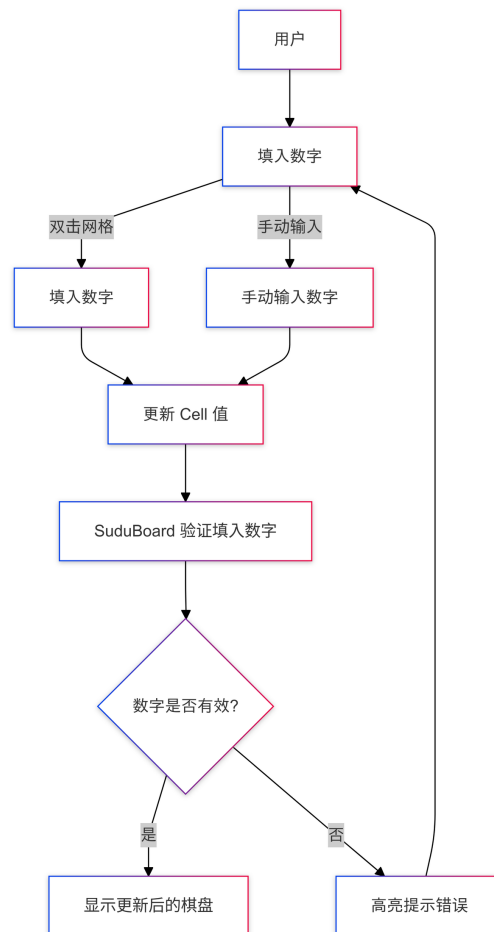 用户
填入数字
双击网格
手动输入
填入数字
手动输入数字
更新 Cell 值
SuduBoard 验证填入数字
数字是否有效?
是
否
显示更新后的棋盘
高亮提示错误